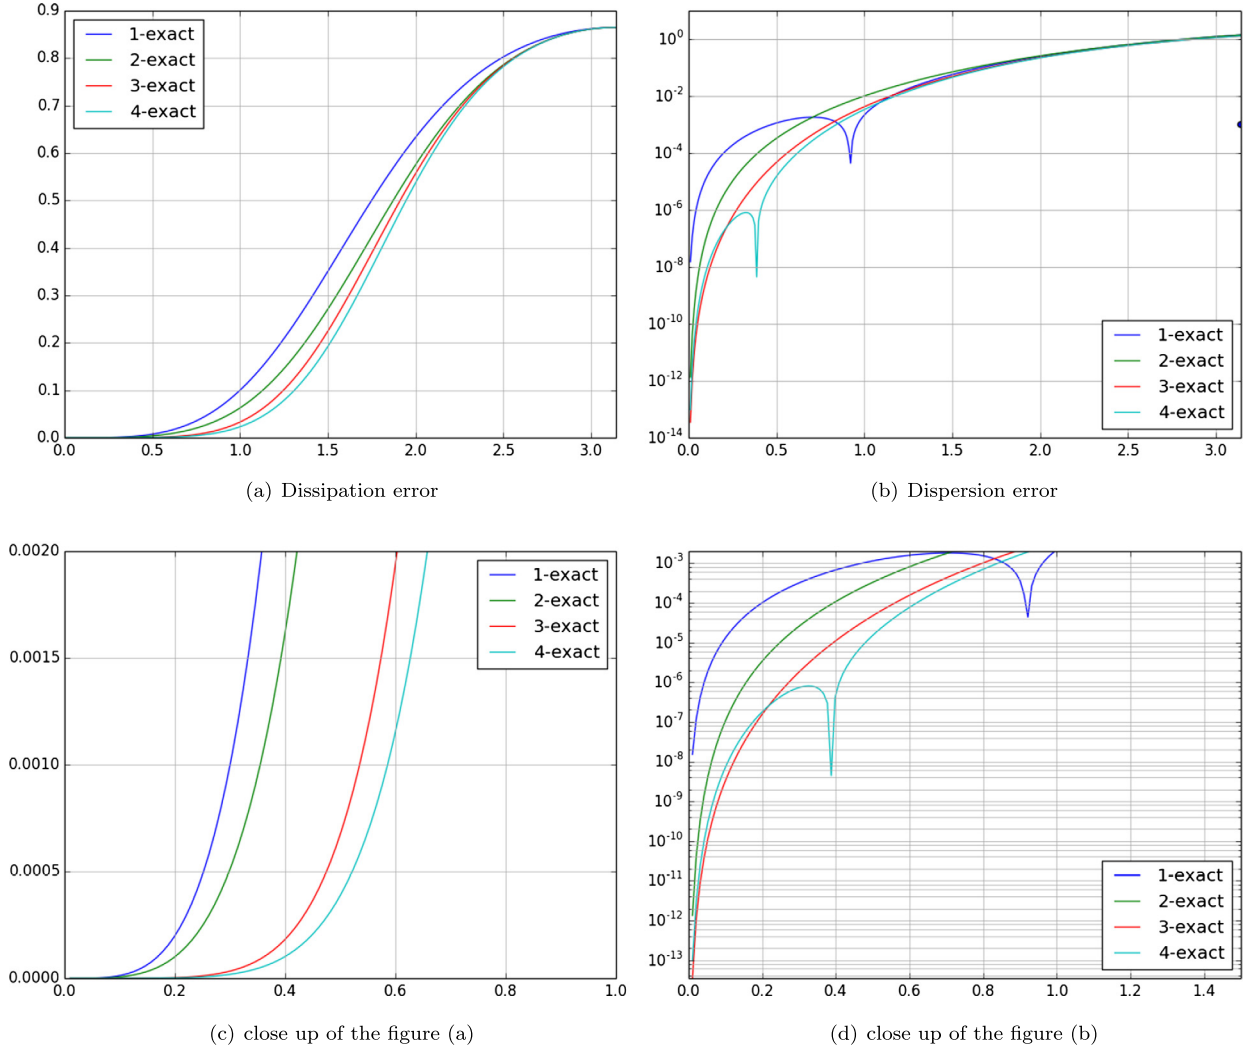 0.9
0.8
0.7
0.6
0.5
0.4
0.3
0.2
0.1
0.0
0.0 0.5 1.0 1.5 2.0 2.5 3.0
1-exact
2-exact
3-exact
4-exact
(a) Dissipation error
10^0
10^-2
10^-4
10^-6
10^-8
10^-10
10^-12
10^-14
0.0 0.5 1.0 1.5 2.0 2.5 3.0
1-exact
2-exact
3-exact
4-exact
(b) Dispersion error
0.0020
0.0015
0.0010
0.0005
0.0000
0.0 0.2 0.4 0.6 0.8 1.0
1-exact
2-exact
3-exact
4-exact
(c) close up of the figure (a)
10^-3
10^-4
10^-5
10^-6
10^-7
10^-8
10^-9
10^-10
10^-11
10^-12
10^-13
0.0 0.2 0.4 0.6 0.8 1.0 1.2 1.4
1-exact
2-exact
3-exact
4-exact
(d) close up of the figure (b)